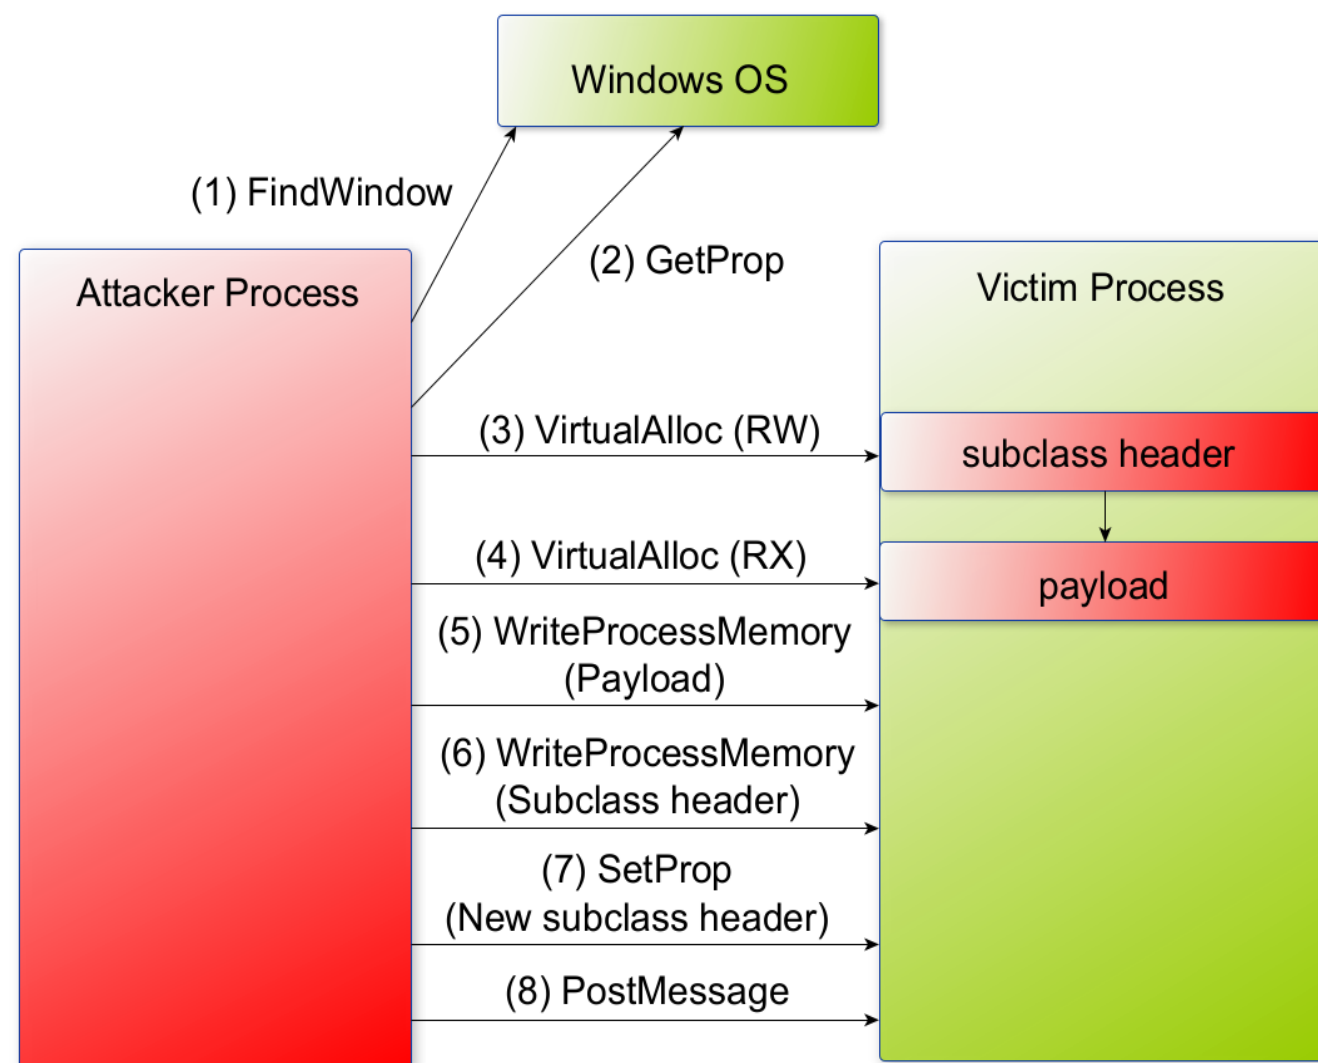 Windows OS
(1) FindWindow
(2) GetProp
Attacker Process
Victim Process
(3) VirtualAlloc (RW)
subclass header
(4) VirtualAlloc (RX)
payload
(5) WriteProcessMemory
(Payload)
(6) WriteProcessMemory
(Subclass header)
(7) SetProp
(New subclass header)
(8) PostMessage